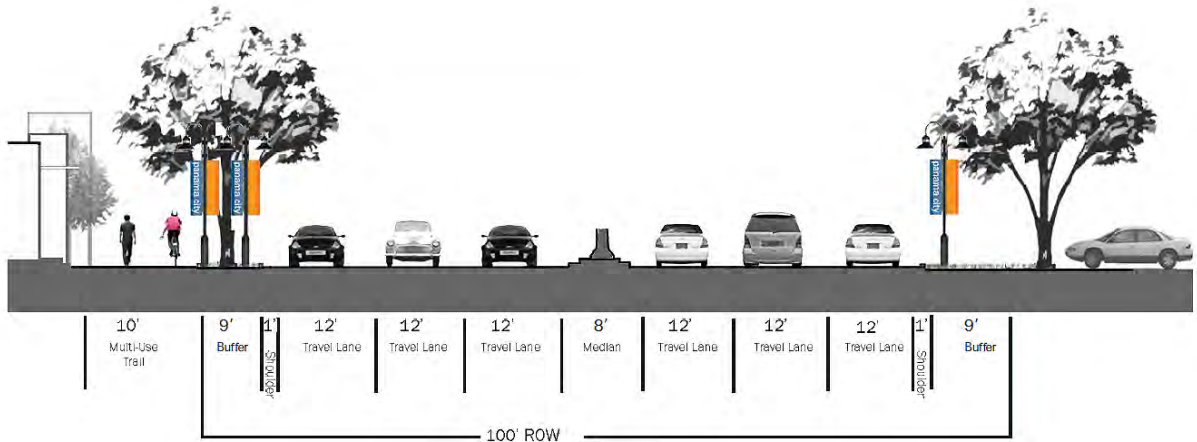 panama city
panama city
panama city
10' 9' 1' 12' 12' 12' 8' 12' 12' 12' 1' 9'
Multi-Use Buffer Shoulder Travel Lane Travel Lane Travel Lane Median Travel Lane Travel Lane Travel Lane Shoulder Buffer
Trail
100' ROW